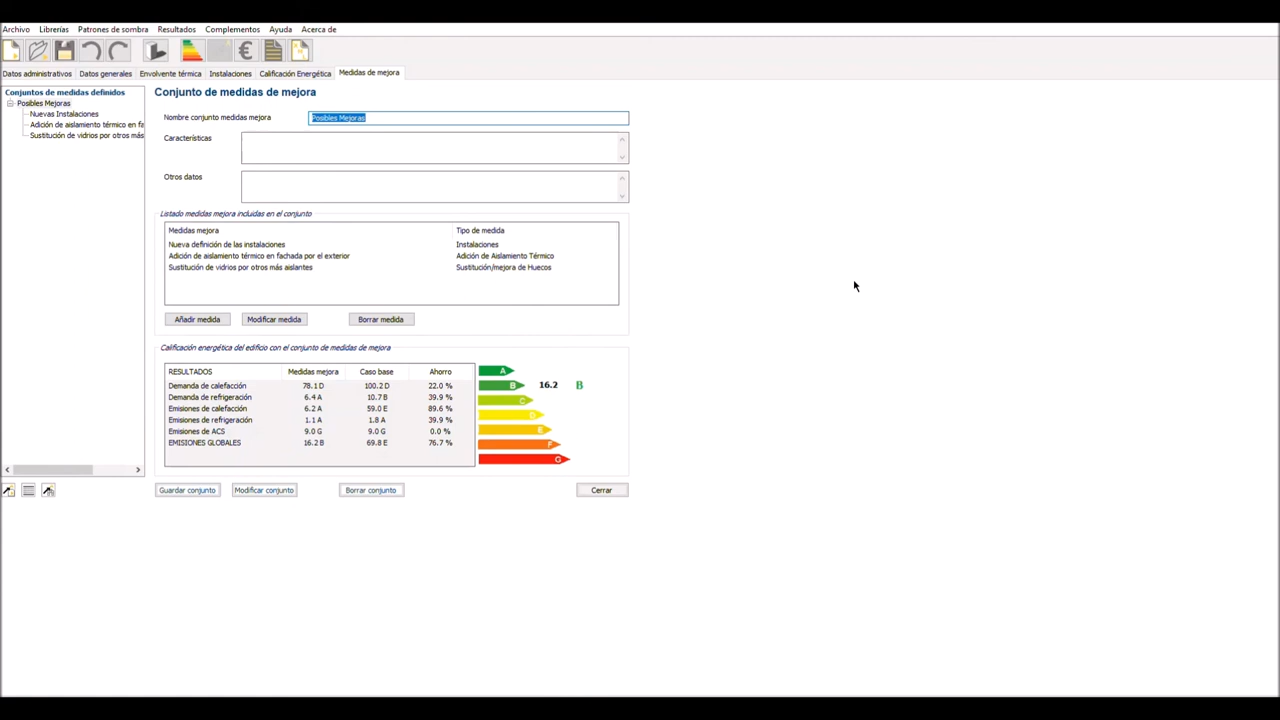 Archivo Librerías Patrones de sombra Resultados Complementos Ayuda Acerca de
€
Datos administrativos Datos generales Envolvente térmica Instalaciones Calificación Energética Medidas de mejora
Conjuntos de medidas definidos
Posibles Mejoras
Nuevas Instalaciones
Adición de aislamiento térmico en fa
Sustitución de vidrios por otros más
Conjunto de medidas de mejora
Nombre conjunto medidas mejora Posibles Mejoras
Características
Otros datos
Listado medidas mejora incluidas en el conjunto
Medidas mejora Tipo de medida
Nueva definición de las instalaciones Instalaciones
Adición de aislamiento térmico en fachada por el exterior Adición de Aislamiento Térmico
Sustitución de vidrios por otros más aislantes Sustitución/mejora de Huecos
Añadir medida Modificar medida Borrar medida
Calificación energética del edificio con el conjunto de medidas de mejora
RESULTADOS Medidas mejora Caso base Ahorro
Demanda de calefacción 78.1 D 100.2 D 22.0 %
Demanda de refrigeración 6.4 A 10.7 B 39.9 %
Emisiones de calefacción 6.2 A 59.0 E 89.6 %
Emisiones de refrigeración 1.1 A 1.8 A 39.9 %
Emisiones de ACS 9.0 G 9.0 G 0.0 %
EMISIONES GLOBALES 16.2 B 69.8 E 76.7 %
A
B 16.2 B
C
D
E
F
G
Guardar conjunto Modificar conjunto Borrar conjunto Cerrar